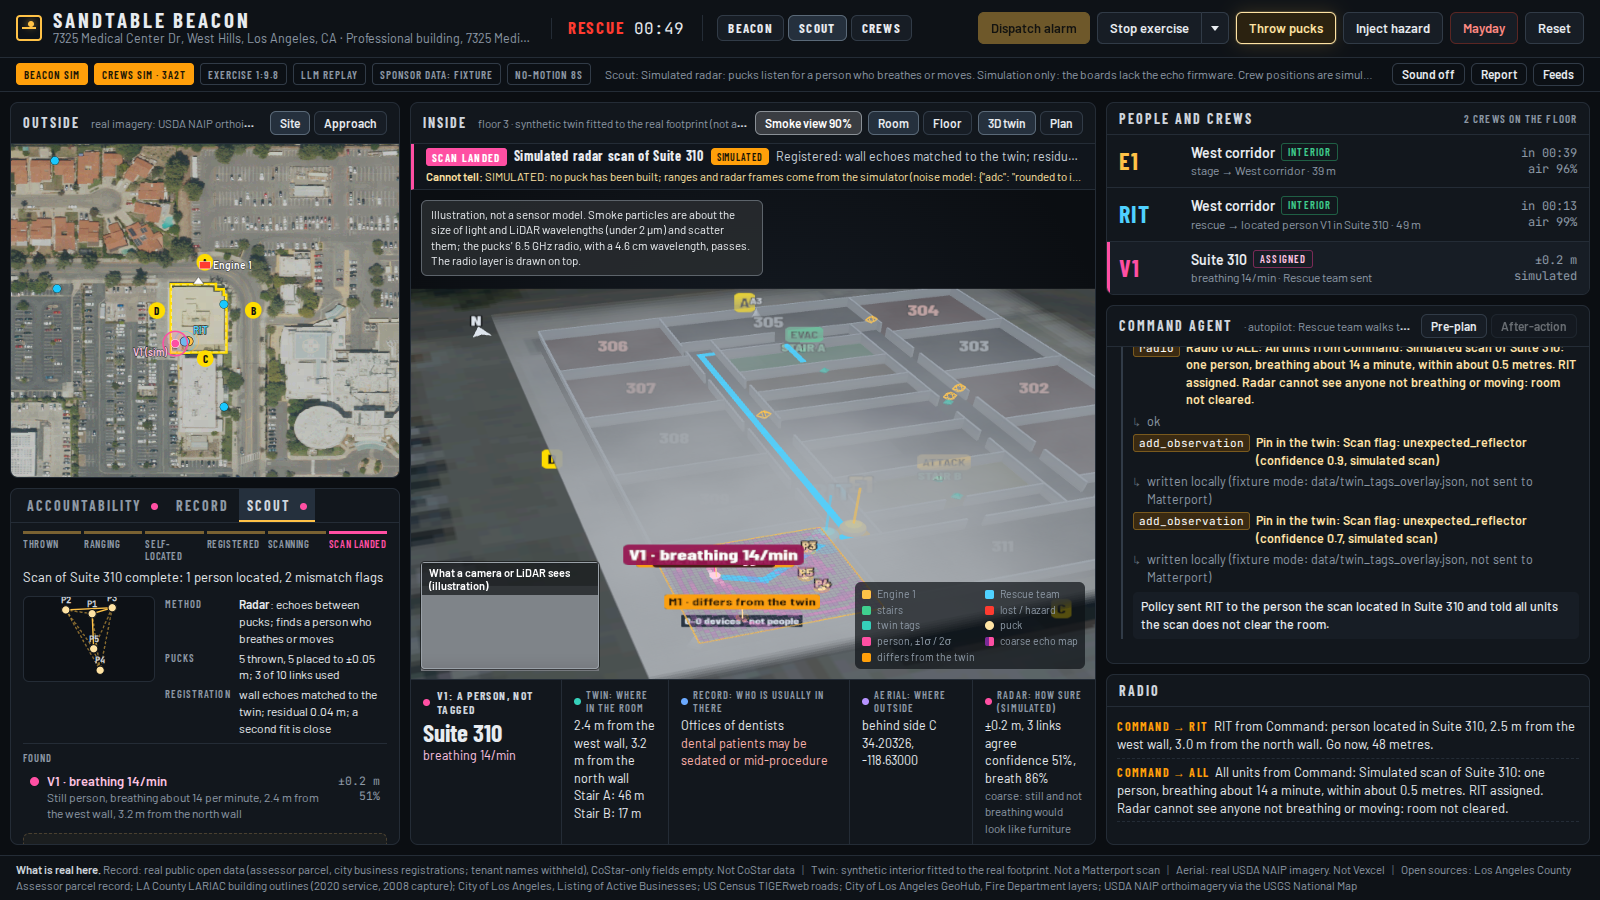 SANDTABLE BEACON
7325 Medical Center Dr, West Hills, Los Angeles, CA · Professional building, 7325 Medi...
RESCUE 00:49
BEACON SCOUT CREWS
Dispatch alarm Stop exercise Throw pucks Inject hazard Mayday Reset
BEACON SIM CREWS SIM · 3A2T EXERCISE 1:9.8 LLM REPLAY SPONSOR DATA: FIXTURE NO-MOTION 8S
Scout: Simulated radar: pucks listen for a person who breathes or moves. Simulation only: the boards lack the echo firmware. Crew positions are simul...
Sound off Report Feeds
OUTSIDE real imagery: USDA NAIP orthoi... Site Approach
Engine 1
D B
RIT
V1(sim)
C
ACCOUNTABILITY RECORD SCOUT
THROWN RANGING SELF-LOCATED REGISTERED SCANNING SCAN LANDED
Scan of Suite 310 complete: 1 person located, 2 mismatch flags
P2 P1 P3
P5
P4
METHOD Radar: echoes between
pucks; finds a person who
breathes or moves
PUCKS 5 thrown, 5 placed to ±0.05
m; 3 of 10 links used
REGISTRATION wall echoes matched to the
twin; residual 0.04 m; a
second fit is close
FOUND
V1 · breathing 14/min ±0.2 m
51%
Still person, breathing about 14 per minute, 2.4 m from
the west wall, 3.2 m from the north wall
INSIDE floor 3 · synthetic twin fitted to the real footprint (not a... Smoke view 90% Room Floor 3D twin Plan
SCAN LANDED Simulated radar scan of Suite 310 SIMULATED Registered: wall echoes matched to the twin; residu...
Cannot tell: SIMULATED: no puck has been built; ranges and radar frames come from the simulator (noise model: {"adc": "rounded to i...
Illustration, not a sensor model. Smoke particles are about the
size of light and LiDAR wavelengths (under 2 µm) and scatter
them; the pucks' 6.5 GHz radio, with a 4.6 cm wavelength, passes.
The radio layer is drawn on top.
N
A A3
304
305
EVAC
STAIR A
306 303
307 302
308
ATTACK
STAIR B
311
V1 · breathing 14/min P3
P5
P4
M1 · differs from the twin
0-0 devices · not people
C
What a camera or LiDAR sees
(illustration)
Engine 1 Rescue team
stairs lost / hazard
twin tags puck
person, ±1σ / 2σ coarse echo map
differs from the twin
V1: A PERSON, NOT
TAGGED
Suite 310
breathing 14/min
TWIN: WHERE
IN THE ROOM
2.4 m from the
west wall, 3.2
m from the
north wall
Stair A: 46 m
Stair B: 17 m
RECORD: WHO IS USUALLY IN
THERE
Offices of dentists
dental patients may be
sedated or mid-procedure
AERIAL: WHERE
OUTSIDE
behind side C
34.20326,
-118.63000
RADAR: HOW SURE
(SIMULATED)
±0.2 m, 3 links
agree
confidence 51%,
breath 86%
coarse: still and not
breathing would
look like furniture
PEOPLE AND CREWS 2 CREWS ON THE FLOOR
E1 West corridor INTERIOR in 00:39
stage → West corridor · 39 m air 96%
RIT West corridor INTERIOR in 00:13
rescue → located person V1 in Suite 310 · 49 m air 99%
V1 Suite 310 ASSIGNED ±0.2 m
breathing 14/min · Rescue team sent simulated
COMMAND AGENT · autopilot: Rescue team walks t... Pre-plan After-action
radio Radio to ALL: All units from Command: Simulated scan of Suite 310:
one person, breathing about 14 a minute, within about 0.5 metres. RIT
assigned. Radar cannot see anyone not breathing or moving: room
not cleared.
↳ ok
add_observation Pin in the twin: Scan flag: unexpected_reflector
(confidence 0.9, simulated scan)
↳ written locally (fixture mode: data/twin_tags_overlay.json, not sent to
Matterport)
add_observation Pin in the twin: Scan flag: unexpected_reflector
(confidence 0.7, simulated scan)
↳ written locally (fixture mode: data/twin_tags_overlay.json, not sent to
Matterport)
Policy sent RIT to the person the scan located in Suite 310 and told all units
the scan does not clear the room.
RADIO
COMMAND → RIT RIT from Command: person located in Suite 310, 2.5 m from the
west wall, 3.0 m from the north wall. Go now, 48 metres.
COMMAND → ALL All units from Command: Simulated scan of Suite 310: one
person, breathing about 14 a minute, within about 0.5 metres. RIT assigned.
Radar cannot see anyone not breathing or moving: room not cleared.
What is real here. Record: real public open data (assessor parcel, city business registrations; tenant names withheld), CoStar-only fields empty. Not CoStar data | Twin: synthetic interior fitted to the real footprint. Not a Matterport scan | Aerial: real USDA NAIP imagery. Not Vexcel | Open sources: Los Angeles County
Assessor parcel record; LA County LARIAC building outlines (2020 service, 2008 capture); City of Los Angeles, Listing of Active Businesses; US Census TIGERweb roads; City of Los Angeles GeoHub, Fire Department layers; USDA NAIP orthoimagery via the USGS National Map